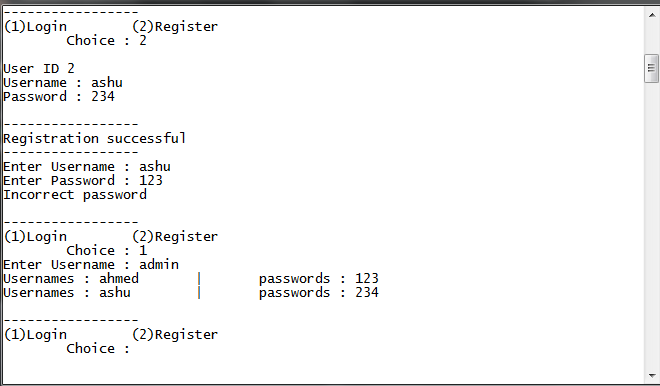 -----------------
(1)Login        (2)Register
        Choice : 2
User ID 2
Username : ashu
Password : 234
-----------------
Registration successful
-----------------
Enter Username : ashu
Enter Password : 123
Incorrect password
-----------------
(1)Login        (2)Register
        Choice : 1
Enter Username : admin
Usernames : ahmed       |       passwords : 123
Usernames : ashu        |       passwords : 234
-----------------
(1)Login        (2)Register
        Choice :